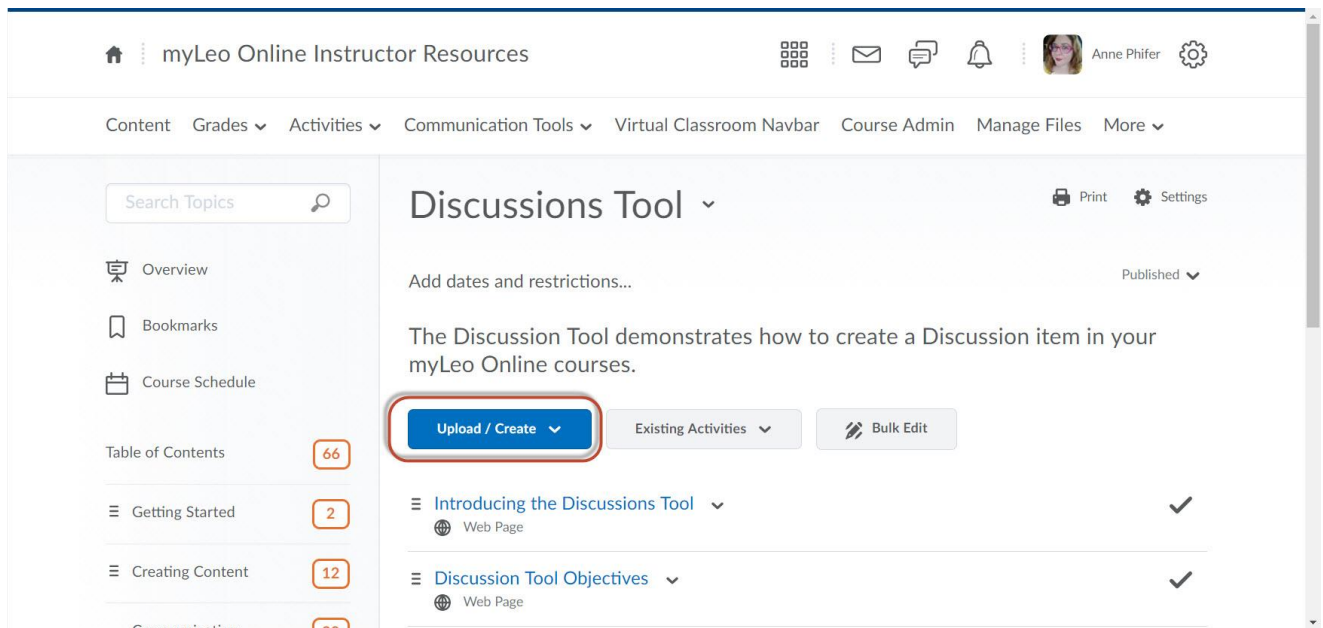 myLeo Online Instructor Resources
Anne Phifer
Content Grades Activities Communication Tools Virtual Classroom Navbar Course Admin Manage Files More
Search Topics
Overview
Bookmarks
Course Schedule
Table of Contents 66
Getting Started 2
Creating Content 12
Discussions Tool
Print Settings
Add dates and restrictions...
Published
The Discussion Tool demonstrates how to create a Discussion item in your
myLeo Online courses.
Upload / Create Existing Activities Bulk Edit
Introducing the Discussions Tool
Web Page
Discussion Tool Objectives
Web Page